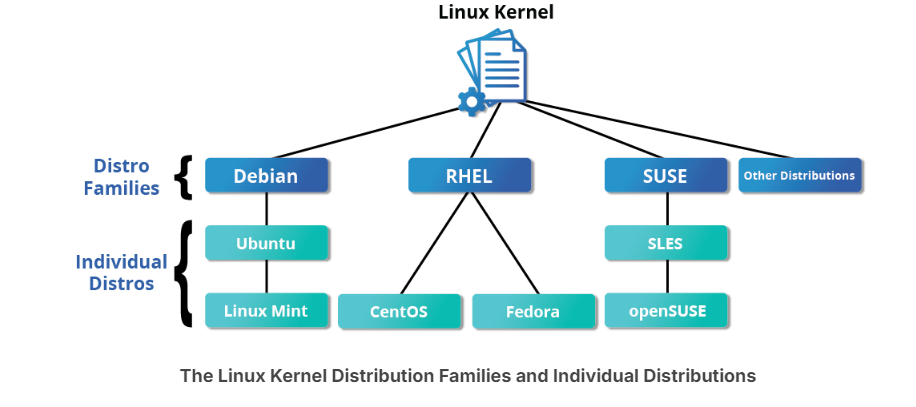 Linux Kernel
Distro
Families
Debian
RHEL
SUSE
Other Distributions
Individual
Distros
Ubuntu
SLES
Linux Mint
CentOS
Fedora
openSUSE
The Linux Kernel Distribution Families and Individual Distributions